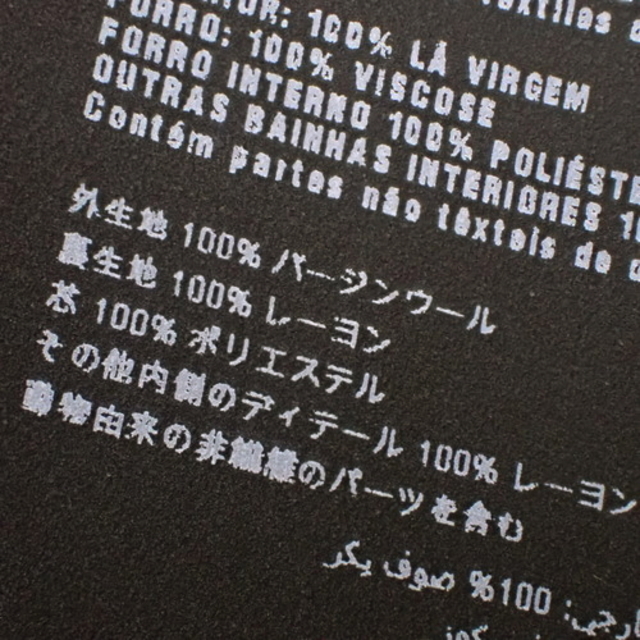 têxtilas
100% LÃ VIRGEM
FORRO: 100% VISCOSE
FORRO INTERNO 100% POLIÉSTE
OUTRAS BAINHAS INTERIORES 1
Contém partes não têxteis de
外生地 100% バージンウール
裏生地 100% レーヨン
芯 100% ポリエステル
その他内側のディテール 100% レーヨン
動物由来の非繊維のパーツを含む
100% صوف بكر